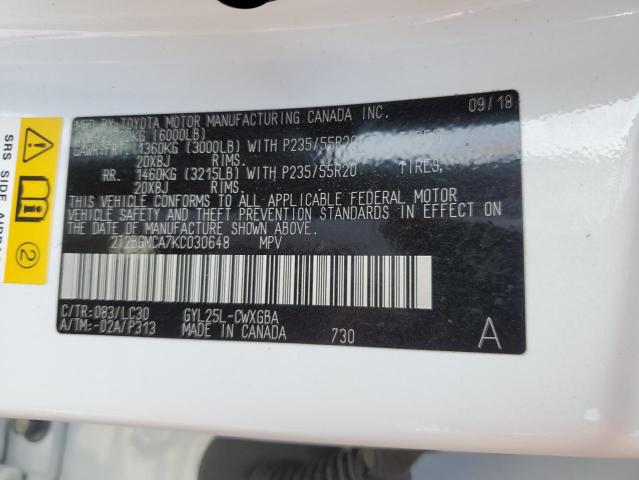 MFD BY: TOYOTA MOTOR MANUFACTURING CANADA INC. 09/18
(6000LB)
GAWR: FRT. 1360KG (3000LB) WITH P235/55R20
20X8J RIMS.
RR. 1460KG (3215LB) WITH P235/55R20 TIRES,
20X8J RIMS.
THIS VEHICLE CONFORMS TO ALL APPLICABLE FEDERAL MOTOR
VEHICLE SAFETY AND THEFT PREVENTION STANDARDS IN EFFECT ON
THE DATE OF MANUFACTURE SHOWN ABOVE.
2T2BGMCA7KC030648 MPV
C/TR: 083/LC30 GYL25L-CWXGBA
A/TM: -02A/P313 MADE IN CANADA 730 A
SRS SIDE
2